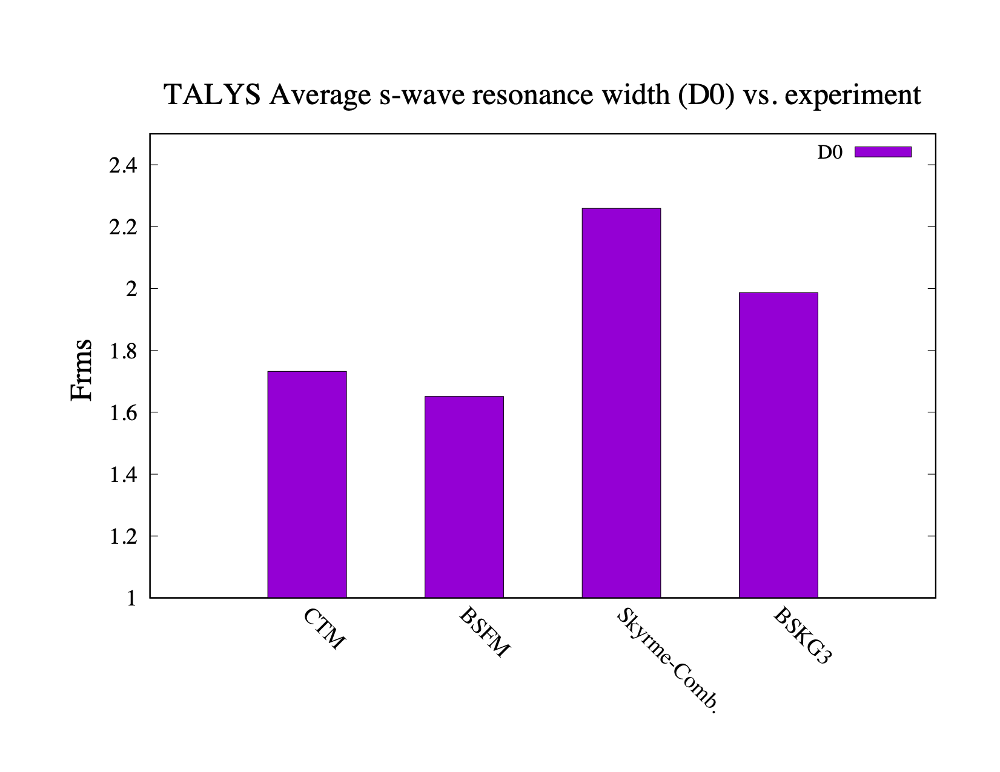 TALYS Average s-wave resonance width (D0) vs. experiment
D0
2.4
2.2
2
1.8
1.6
1.4
1.2
1
Frms
CTM
BSFM
Skyrme-Comb.
BSKG3